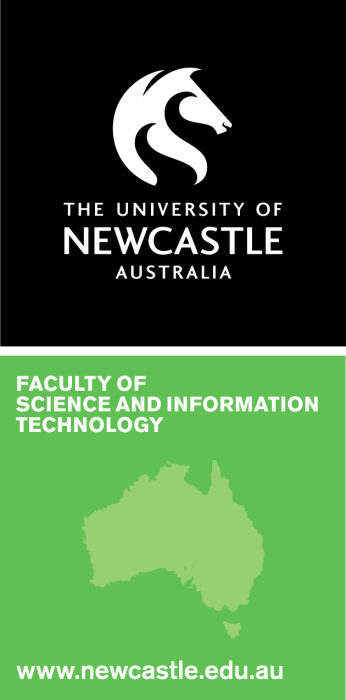 THE UNIVERSITY OF
NEWCASTLE
AUSTRALIA
FACULTY OF
SCIENCE AND INFORMATION
TECHNOLOGY
www.newcastle.edu.au